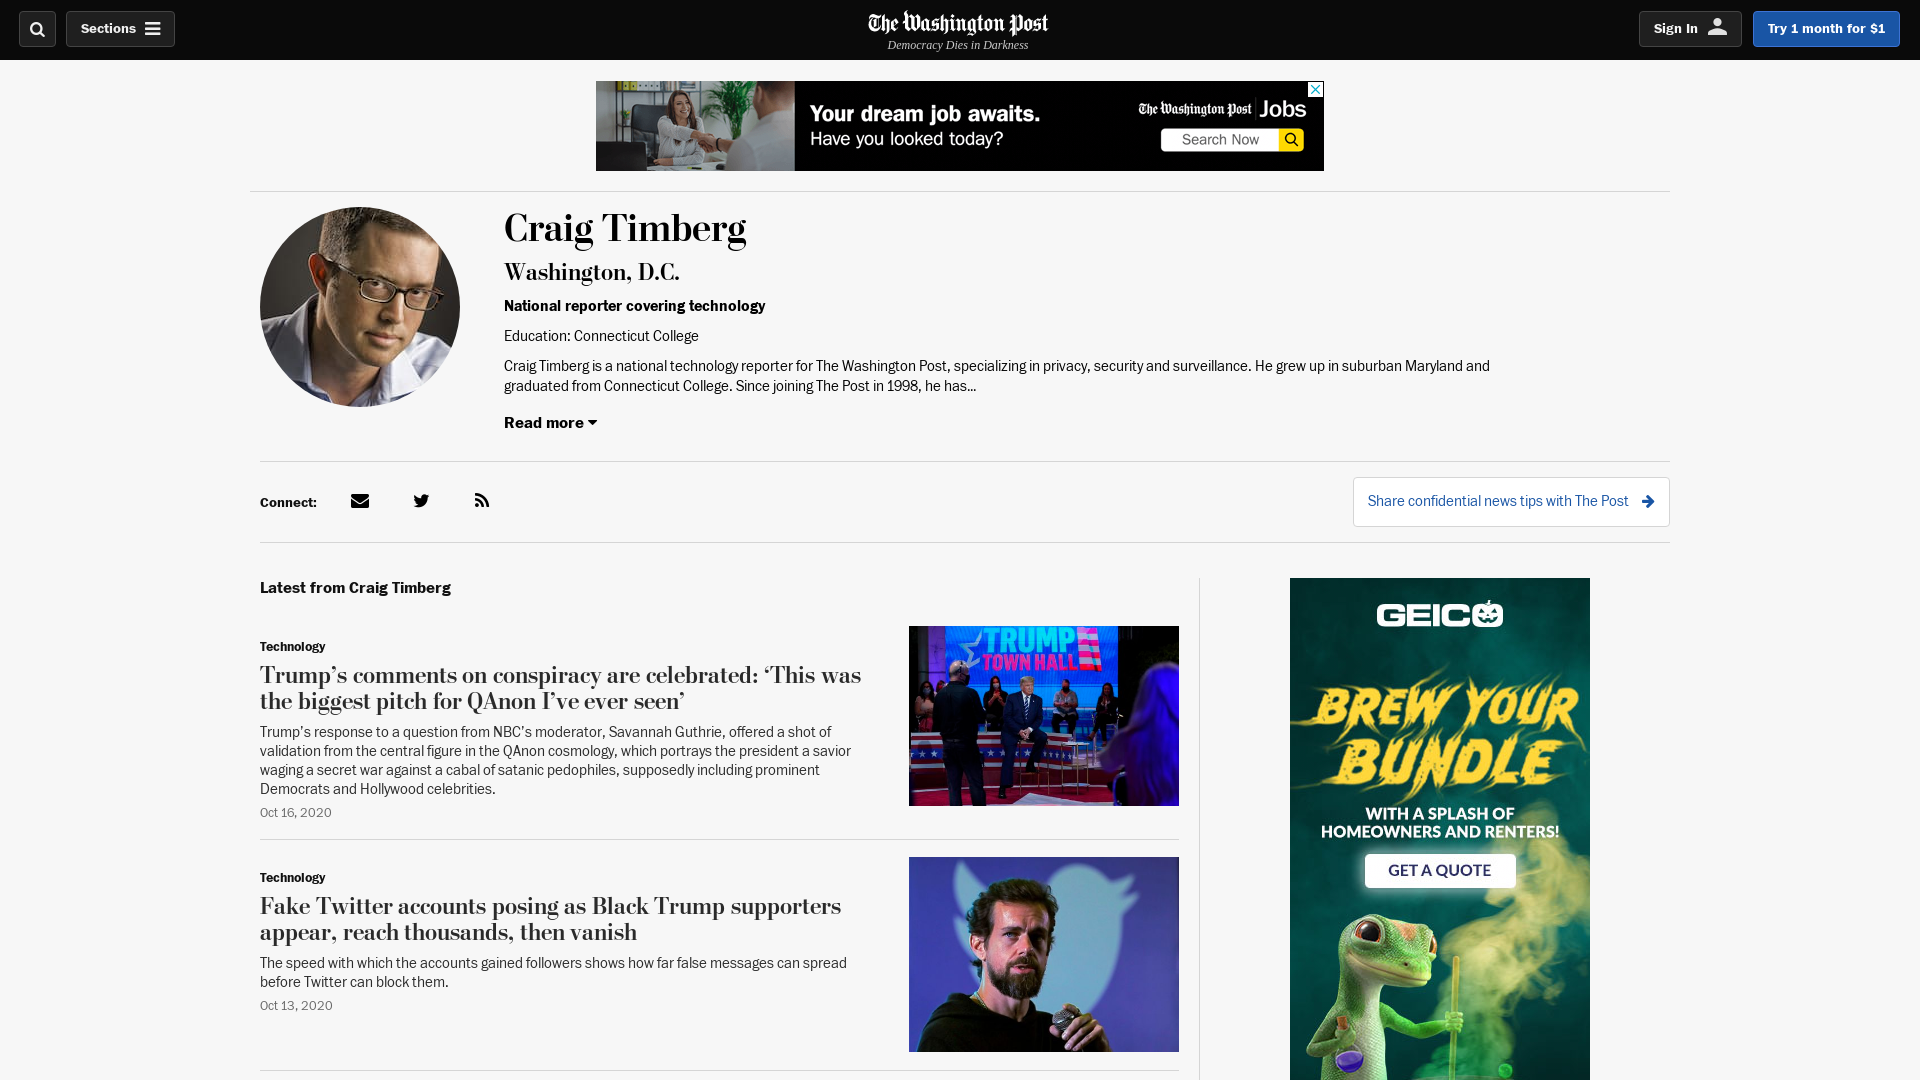 Sections
The Washington Post
Democracy Dies in Darkness
Sign In
Try 1 month for $1
Your dream job awaits.
Have you looked today?
The Washington Post Jobs
Search Now
Craig Timberg
Washington, D.C.
National reporter covering technology
Education: Connecticut College
Craig Timberg is a national technology reporter for The Washington Post, specializing in privacy, security and surveillance. He grew up in suburban Maryland and
graduated from Connecticut College. Since joining The Post in 1998, he has...
Read more
Connect:
Share confidential news tips with The Post
Latest from Craig Timberg
Technology
Trump’s comments on conspiracy are celebrated: ‘This was
the biggest pitch for QAnon I’ve ever seen’
Trump’s response to a question from NBC’s moderator, Savannah Guthrie, offered a shot of
validation from the central figure in the QAnon cosmology, which portrays the president a savior
waging a secret war against a cabal of satanic pedophiles, supposedly including prominent
Democrats and Hollywood celebrities.
Oct 16, 2020
TRUMP
TOWN HALL
Technology
Fake Twitter accounts posing as Black Trump supporters
appear, reach thousands, then vanish
The speed with which the accounts gained followers shows how far false messages can spread
before Twitter can block them.
Oct 13, 2020
GEICO
BREW YOUR
BUNDLE
WITH A SPLASH OF
HOMEOWNERS AND RENTERS!
GET A QUOTE